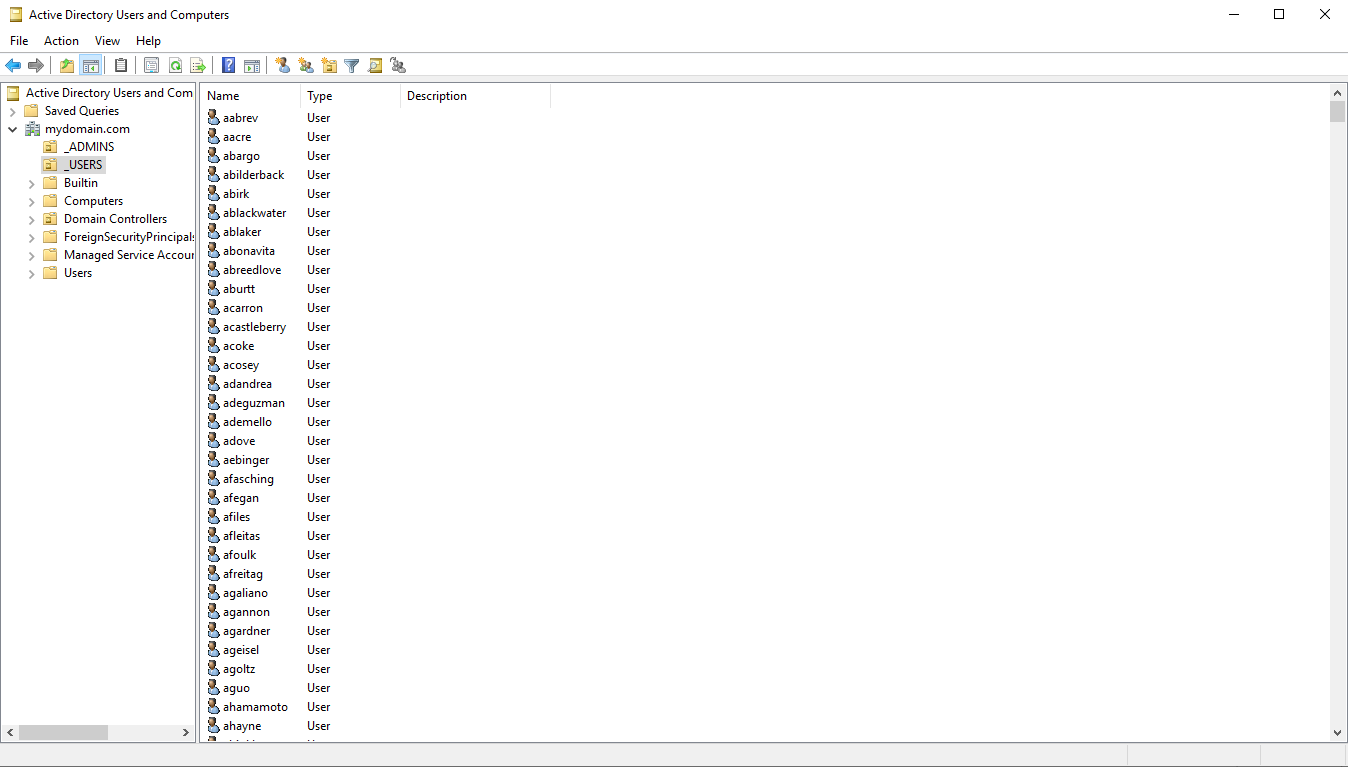 Active Directory Users and Computers
File Action View Help
Active Directory Users and Com
Saved Queries
mydomain.com
_ADMINS
_USERS
Builtin
Computers
Domain Controllers
ForeignSecurityPrincipals
Managed Service Accour
Users
Name Type Description
aabrev User
aacre User
abargo User
abilderback User
abirk User
ablackwater User
ablaker User
abonavita User
abreedlove User
aburtt User
acarron User
acastleberry User
acoke User
acosey User
adandrea User
adeguzman User
ademello User
adove User
aebinger User
afasching User
afegan User
afiles User
afleitas User
afoulk User
afreitag User
agaliano User
agannon User
agardner User
ageisel User
agoltz User
aguo User
ahamamoto User
ahayne User